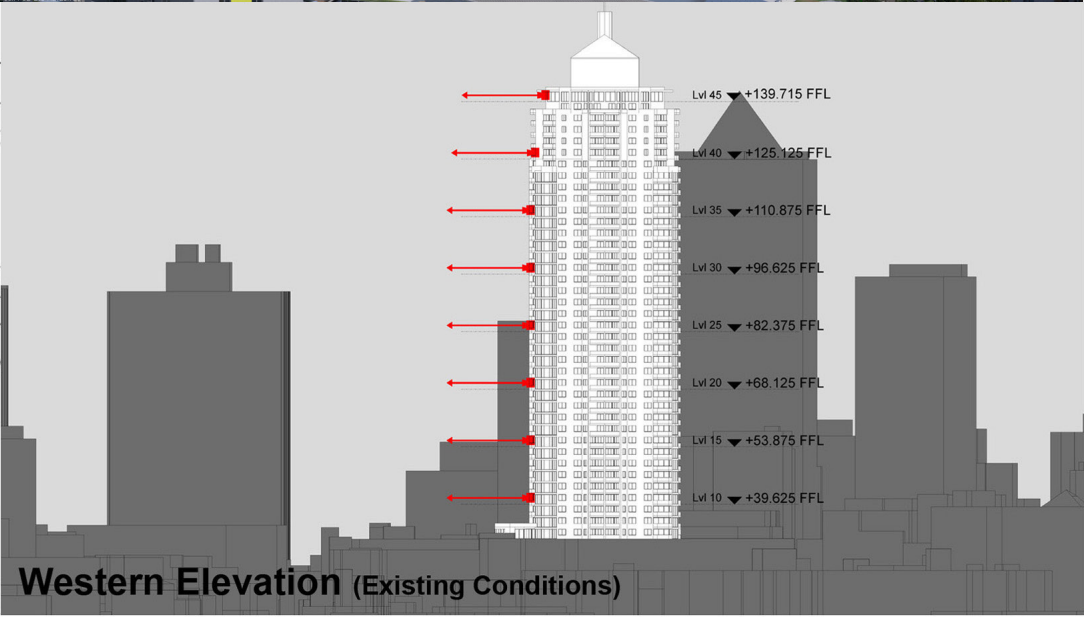 Lvl 45 +139.715 FFL
Lvl 40 +125.125 FFL
Lvl 35 +110.875 FFL
Lvl 30 +96.625 FFL
Lvl 25 +82.375 FFL
Lvl 20 +68.125 FFL
Lvl 15 +53.875 FFL
Lvl 10 +39.625 FFL
Western Elevation (Existing Conditions)